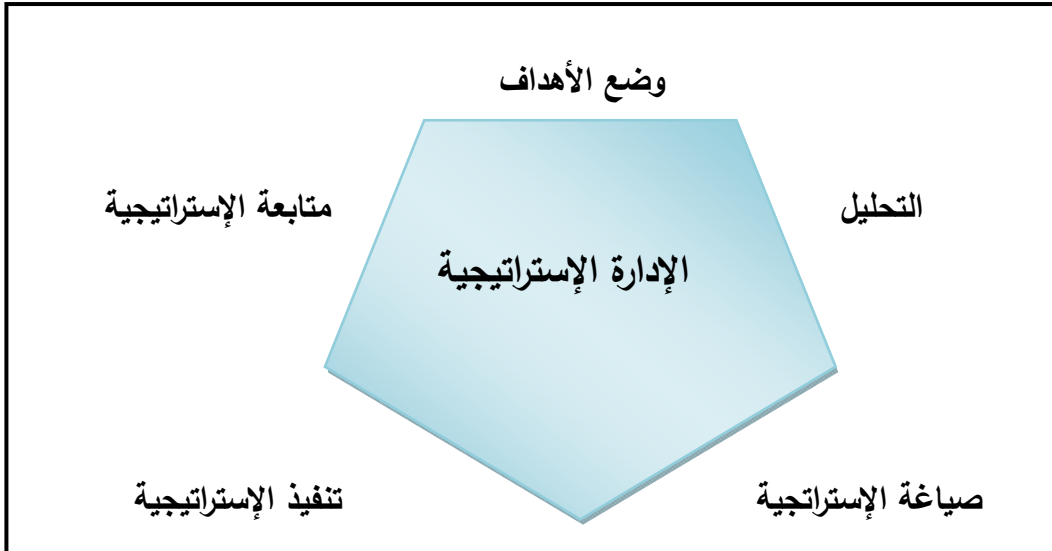 وضع الأهداف
متابعة الإستراتيجية
التحليل
الإدارة الإستراتيجية
تنفيذ الإستراتيجية
صياغة الإستراتجية